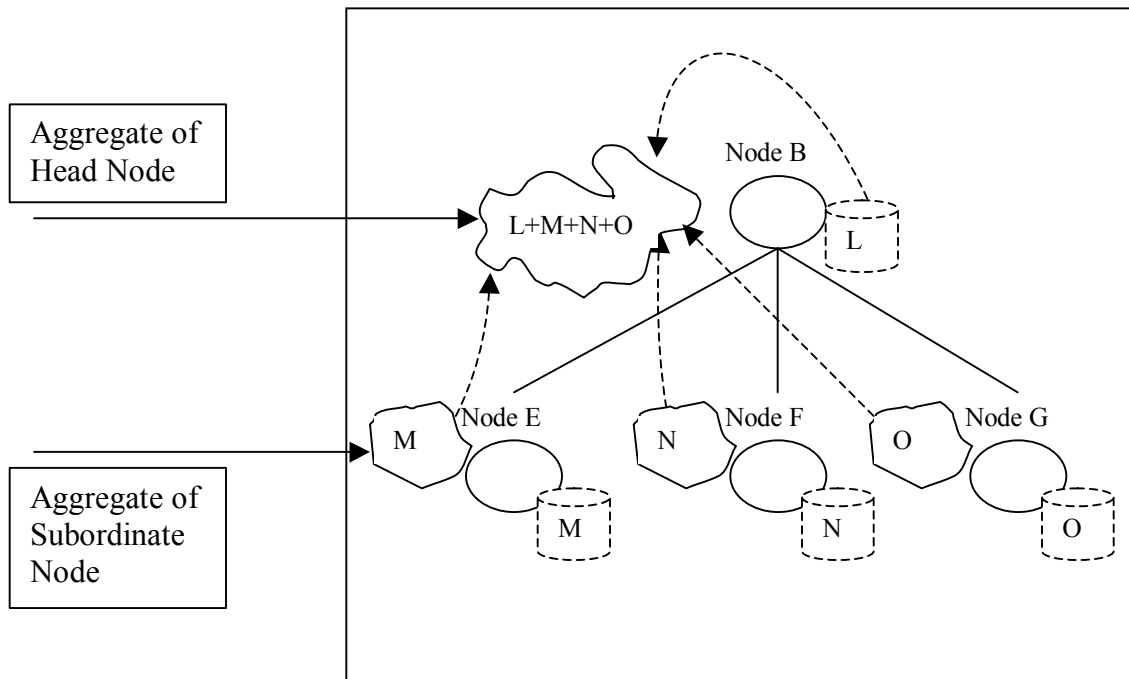 Aggregate of
Head Node
Node B
L+M+N+O
L
Node E
Node F
Node G
M
N
O
M
N
O
Aggregate of
Subordinate
Node